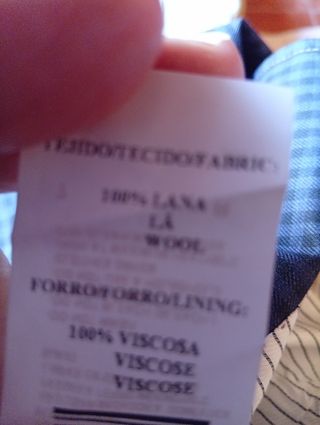 TEJIDO/TECIDO/FABRIC:
100% LANA
LÃ
WOOL
FORRO/FORRO/LINING:
100% VISCOSA
VISCOSE
VISCOSE